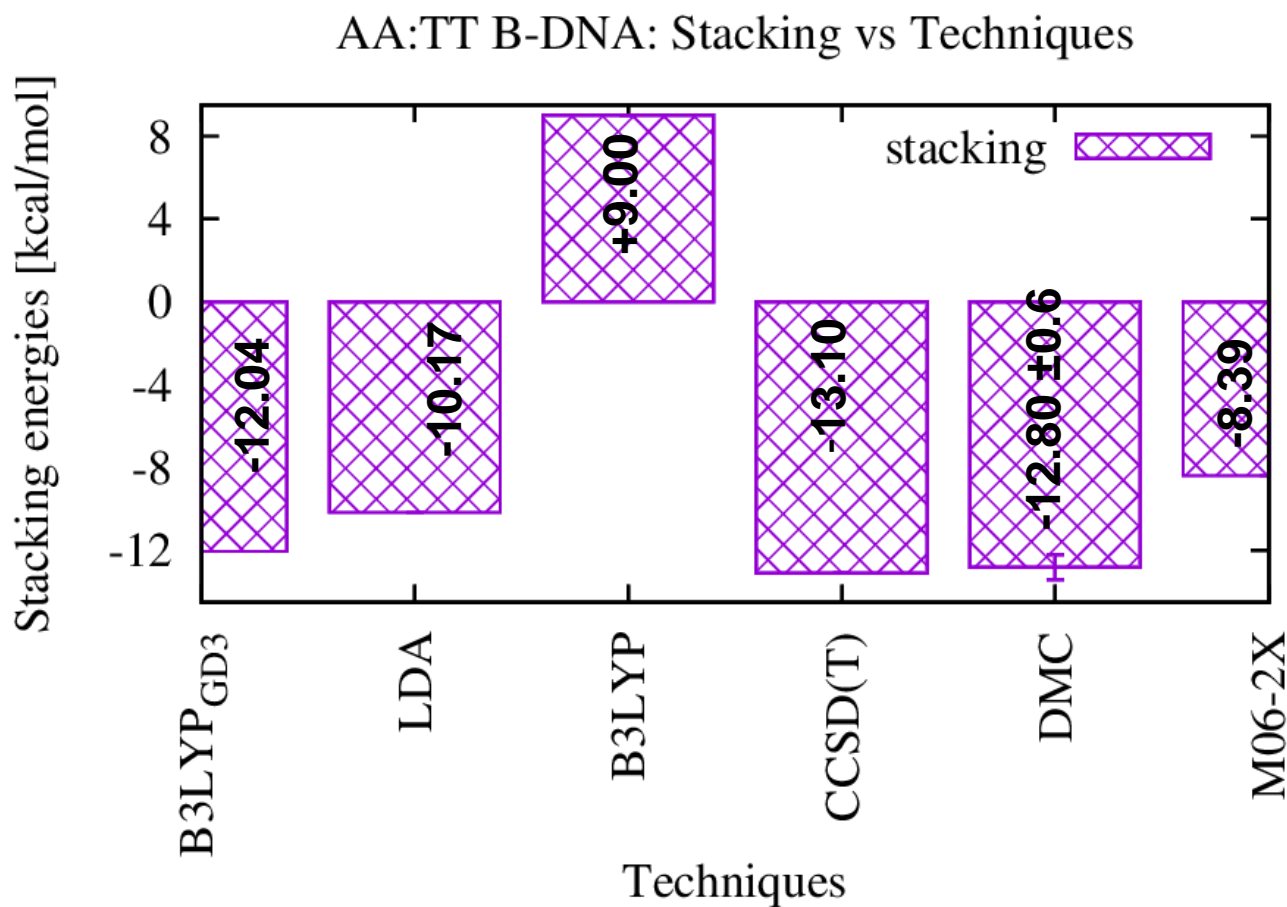 AA:TT B-DNA: Stacking vs Techniques
Stacking energies [kcal/mol]
8
4
0
-4
-8
-12
stacking
-12.04
-10.17
+9.00
-13.10
-12.80 ±0.6
-8.39
B3LYP GD3
LDA
B3LYP
CCSD(T)
DMC
M06-2X
Techniques